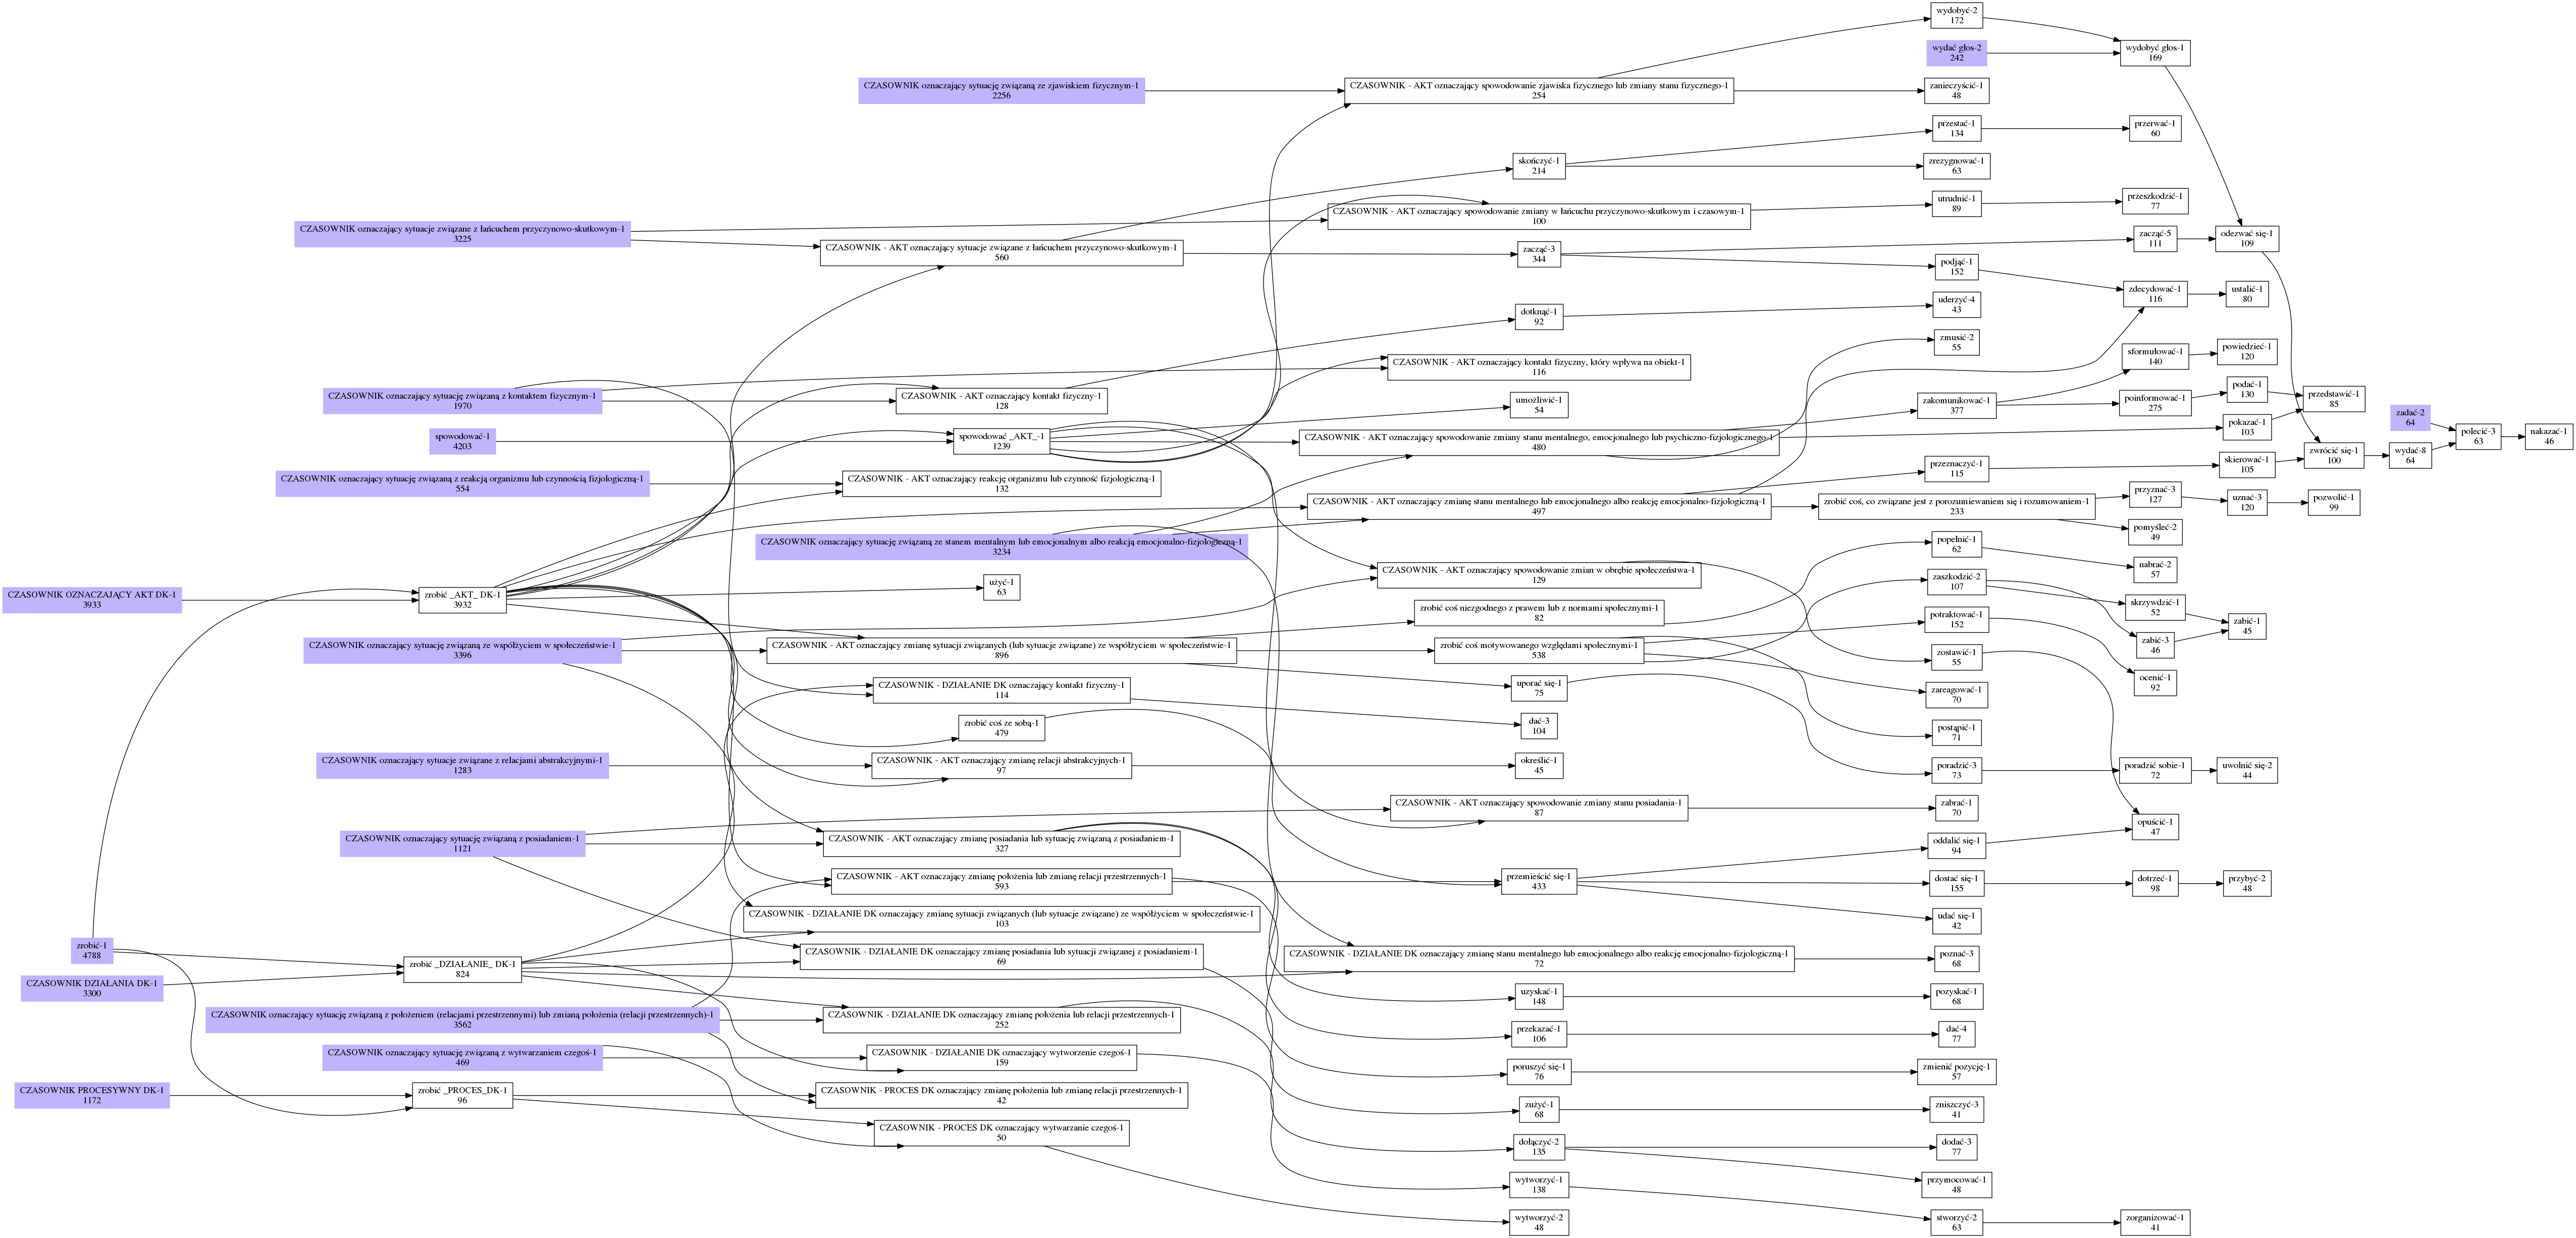 wydobyć-2
172
wydać głos-2
242
wydobyć głos-1
169
CZASOWNIK oznaczający sytuację związaną ze zjawiskiem fizycznym-1
2256
CZASOWNIK - AKT oznaczający spowodowanie zjawiska fizycznego lub zmiany stanu fizycznego-1
254
zanieczyścić-1
48
przestać-1
134
przerwać-1
60
skończyć-1
214
zrezygnować-1
63
utrudnić-1
89
przeszkodzić-1
77
CZASOWNIK - AKT oznaczający spowodowanie zmiany w łańcuchu przyczynowo-skutkowym i czasowym-1
100
CZASOWNIK oznaczający sytuacje związane z łańcuchem przyczynowo-skutkowym-1
3225
CZASOWNIK - AKT oznaczający sytuacje związane z łańcuchem przyczynowo-skutkowym-1
560
zacząć-3
344
zacząć-5
111
odezwać się-1
109
podjąć-1
152
zdecydować-1
116
ustalić-1
80
dotknąć-1
92
uderzyć-4
43
zmusić-2
55
sformułować-1
140
powiedzieć-1
120
CZASOWNIK - AKT oznaczający kontakt fizyczny, który wpływa na obiekt-1
116
CZASOWNIK oznaczający sytuację związaną z kontaktem fizycznym-1
1970
CZASOWNIK - AKT oznaczający kontakt fizyczny-1
128
umożliwić-1
54
zakomunikować-1
377
poinformować-1
275
podać-1
130
przedstawić-1
85
spowodować-1
4203
spowodować _AKT_-1
1239
CZASOWNIK - AKT oznaczający spowodowanie zmiany stanu mentalnego, emocjonalnego lub psychiczno-fizjologicznego-1
480
pokazać-1
103
zadać-2
64
polecić-3
63
nakazać-1
46
zwrócić się-1
100
wydać-8
64
CZASOWNIK oznaczający sytuację związaną z reakcją organizmu lub czynnością fizjologiczną-1
554
CZASOWNIK - AKT oznaczający reakcję organizmu lub czynność fizjologiczną-1
132
przeznaczyć-1
115
skierować-1
105
CZASOWNIK - AKT oznaczający zmianę stanu mentalnego lub emocjonalnego albo reakcję emocjonalno-fizjologiczną-1
497
zrobić coś, co związane jest z porozumiewaniem się i rozumowaniem-1
233
przyznać-3
127
uznać-3
120
pozwolić-1
99
pomyśleć-2
49
CZASOWNIK oznaczający sytuację związaną ze stanem mentalnym lub emocjonalnym albo reakcją emocjonalno-fizjologiczną-1
3234
popełnić-1
62
nabrać-2
57
CZASOWNIK - AKT oznaczający spowodowanie zmian w obrębie społeczeństwa-1
129
zaszkodzić-2
107
CZASOWNIK OZNACZAJĄCY AKT DK-1
3933
zrobić _AKT_ DK-1
3932
użyć-1
63
zrobić coś niezgodnego z prawem lub z normami społecznymi-1
82
skrzywdzić-1
52
zabić-1
45
potraktować-1
152
zabić-3
46
CZASOWNIK oznaczający sytuację związaną ze współżyciem w społeczeństwie-1
3396
CZASOWNIK - AKT oznaczający zmianę sytuacji związanych (lub sytuacje związane) ze współżyciem w społeczeństwie-1
896
zrobić coś motywowanego względami społecznymi-1
538
zostawić-1
55
ocenić-1
92
CZASOWNIK - DZIAŁANIE DK oznaczający kontakt fizyczny-1
114
uporać się-1
75
zareagować-1
70
zrobić coś ze sobą-1
479
dać-3
104
postąpić-1
71
CZASOWNIK oznaczający sytuacje związane z relacjami abstrakcyjnymi-1
1283
CZASOWNIK - AKT oznaczający zmianę relacji abstrakcyjnych-1
97
określić-1
45
poradzić-3
73
poradzić sobie-1
72
uwolnić się-2
44
CZASOWNIK - AKT oznaczający spowodowanie zmiany stanu posiadania-1
87
zabrać-1
70
opuścić-1
47
CZASOWNIK oznaczający sytuację związaną z posiadaniem-1
1121
CZASOWNIK - AKT oznaczający zmianę posiadania lub sytuację związaną z posiadaniem-1
327
oddalić się-1
94
CZASOWNIK - AKT oznaczający zmianę położenia lub zmianę relacji przestrzennych-1
593
przemieścić się-1
433
dostać się-1
155
dotrzeć-1
98
przybyć-2
48
CZASOWNIK - DZIAŁANIE DK oznaczający zmianę sytuacji związanych (lub sytuacje związane) ze współżyciem w społeczeństwie-1
103
udać się-1
42
zrobić-1
4788
CZASOWNIK - DZIAŁANIE DK oznaczający zmianę posiadania lub sytuacji związanej z posiadaniem-1
69
CZASOWNIK - DZIAŁANIE DK oznaczający zmianę stanu mentalnego lub emocjonalnego albo reakcję emocjonalno-fizjologiczną-1
72
poznać-3
68
zrobić _DZIAŁANIE_ DK-1
824
CZASOWNIK DZIAŁANIA DK-1
3300
uzyskać-1
148
pozyskać-1
68
CZASOWNIK oznaczający sytuację związaną z położeniem (relacjami przestrzennymi) lub zmianą położenia (relacji przestrzennych)-1
3562
CZASOWNIK - DZIAŁANIE DK oznaczający zmianę położenia lub relacji przestrzennych-1
252
przekazać-1
106
dać-4
77
CZASOWNIK oznaczający sytuację związaną z wytwarzaniem czegoś-1
469
CZASOWNIK - DZIAŁANIE DK oznaczający wytworzenie czegoś-1
159
poruszyć się-1
76
zmienić pozycję-1
57
CZASOWNIK PROCESYWNY DK-1
1172
zrobić _PROCES_DK-1
96
CZASOWNIK - PROCES DK oznaczający zmianę położenia lub zmianę relacji przestrzennych-1
42
zużyć-1
68
zniszczyć-3
41
CZASOWNIK - PROCES DK oznaczający wytwarzanie czegoś-1
50
dołączyć-2
135
dodać-3
77
wytworzyć-1
138
przymocować-1
48
wytworzyć-2
48
stworzyć-2
63
zorganizować-1
41